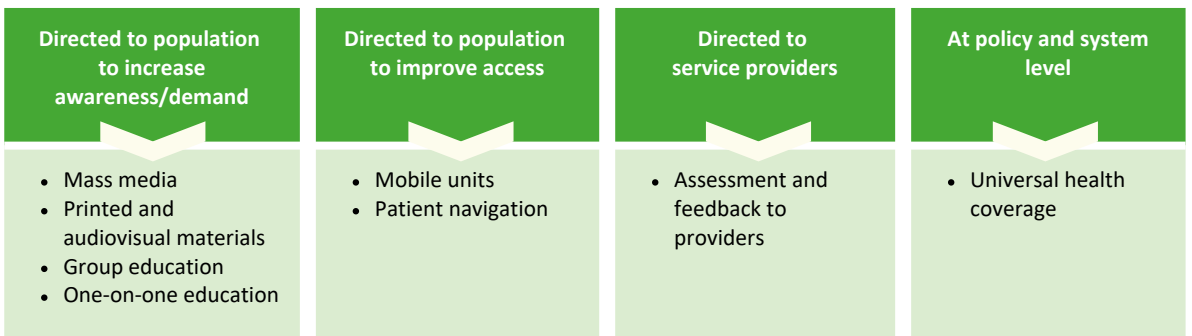 Directed to population
to increase
awareness/demand
• Mass media
• Printed and
audiovisual materials
• Group education
• One-on-one education
Directed to population
to improve access
• Mobile units
• Patient navigation
Directed to
service providers
• Assessment and
feedback to
providers
At policy and system
level
• Universal health
coverage